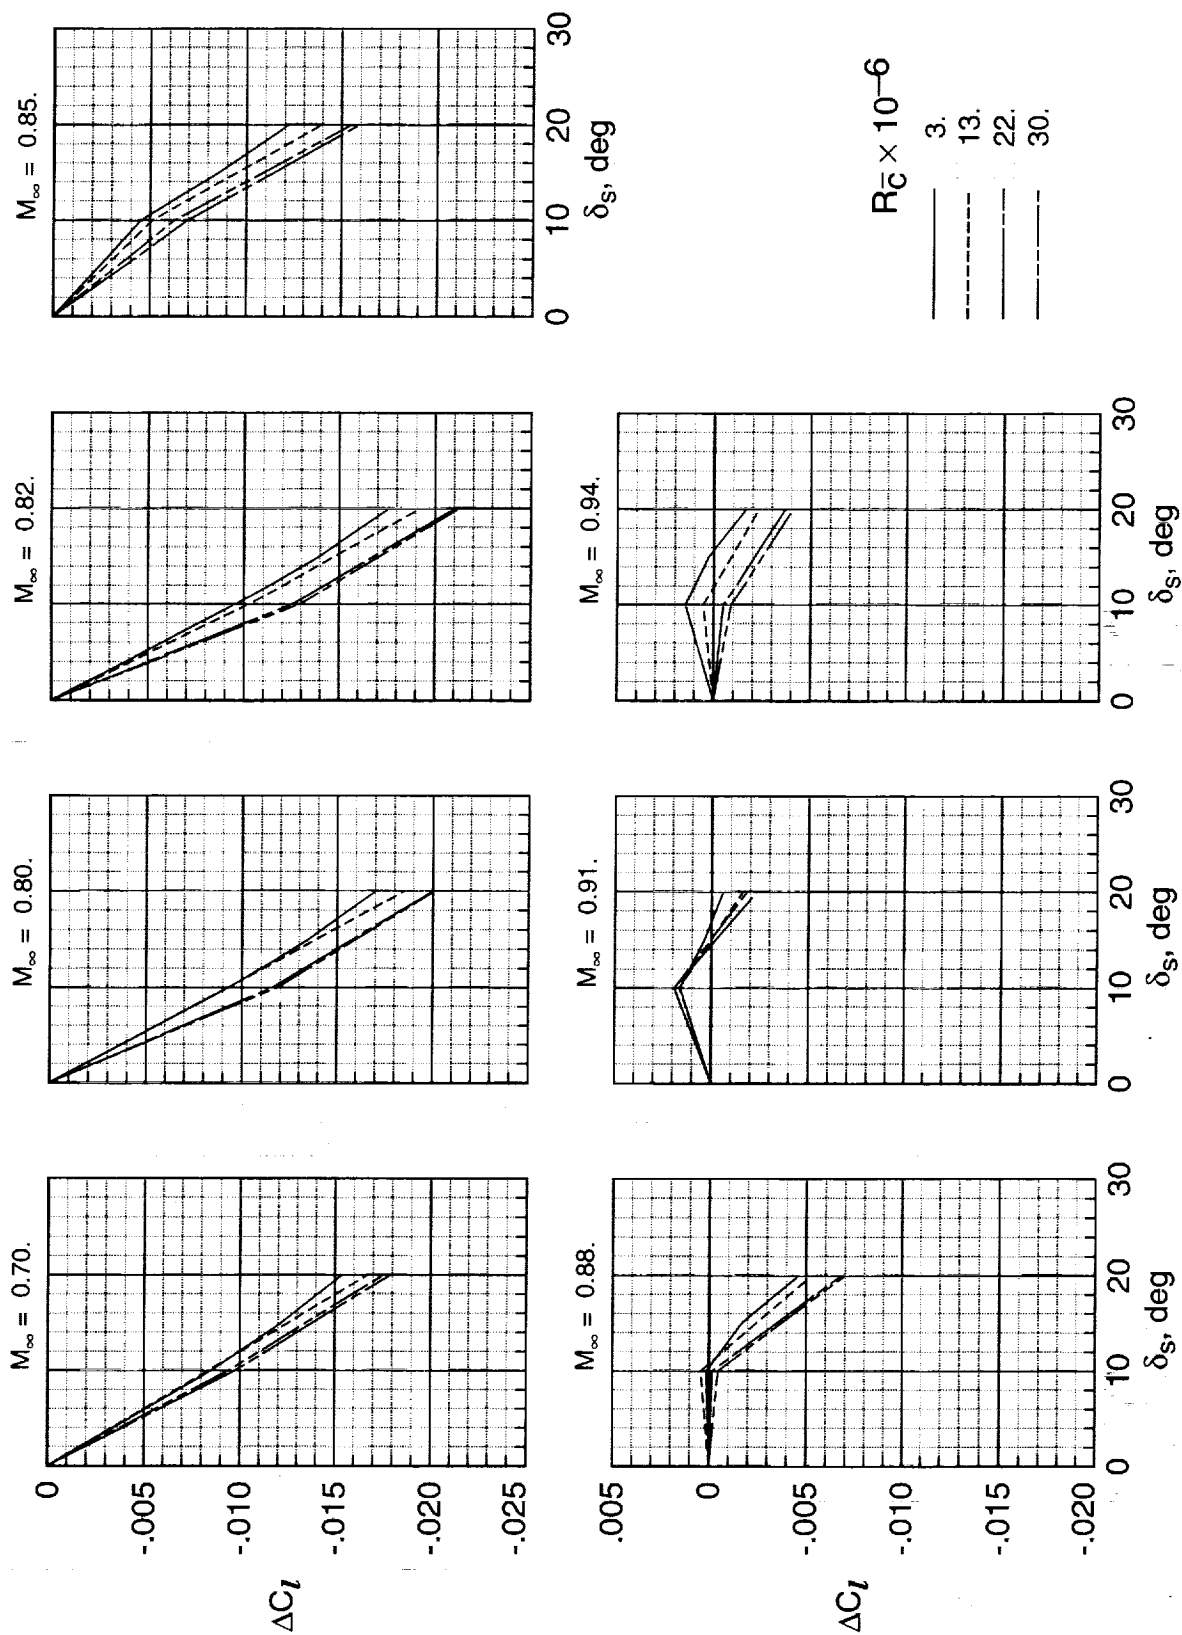 M∞ = 0.70.
M∞ = 0.80.
M∞ = 0.82.
M∞ = 0.85.
0
-.005
-.010
-.015
-.020
-.025
ΔCl
0 10 20 30
δs, deg
M∞ = 0.88.
M∞ = 0.91.
M∞ = 0.94.
.005
0
-.005
-.010
-.015
-.020
ΔCl
0 10 20 30
δs, deg
0 10 20 30
δs, deg
0 10 20 30
δs, deg
Rc̄ × 10–6
3.
13.
22.
30.